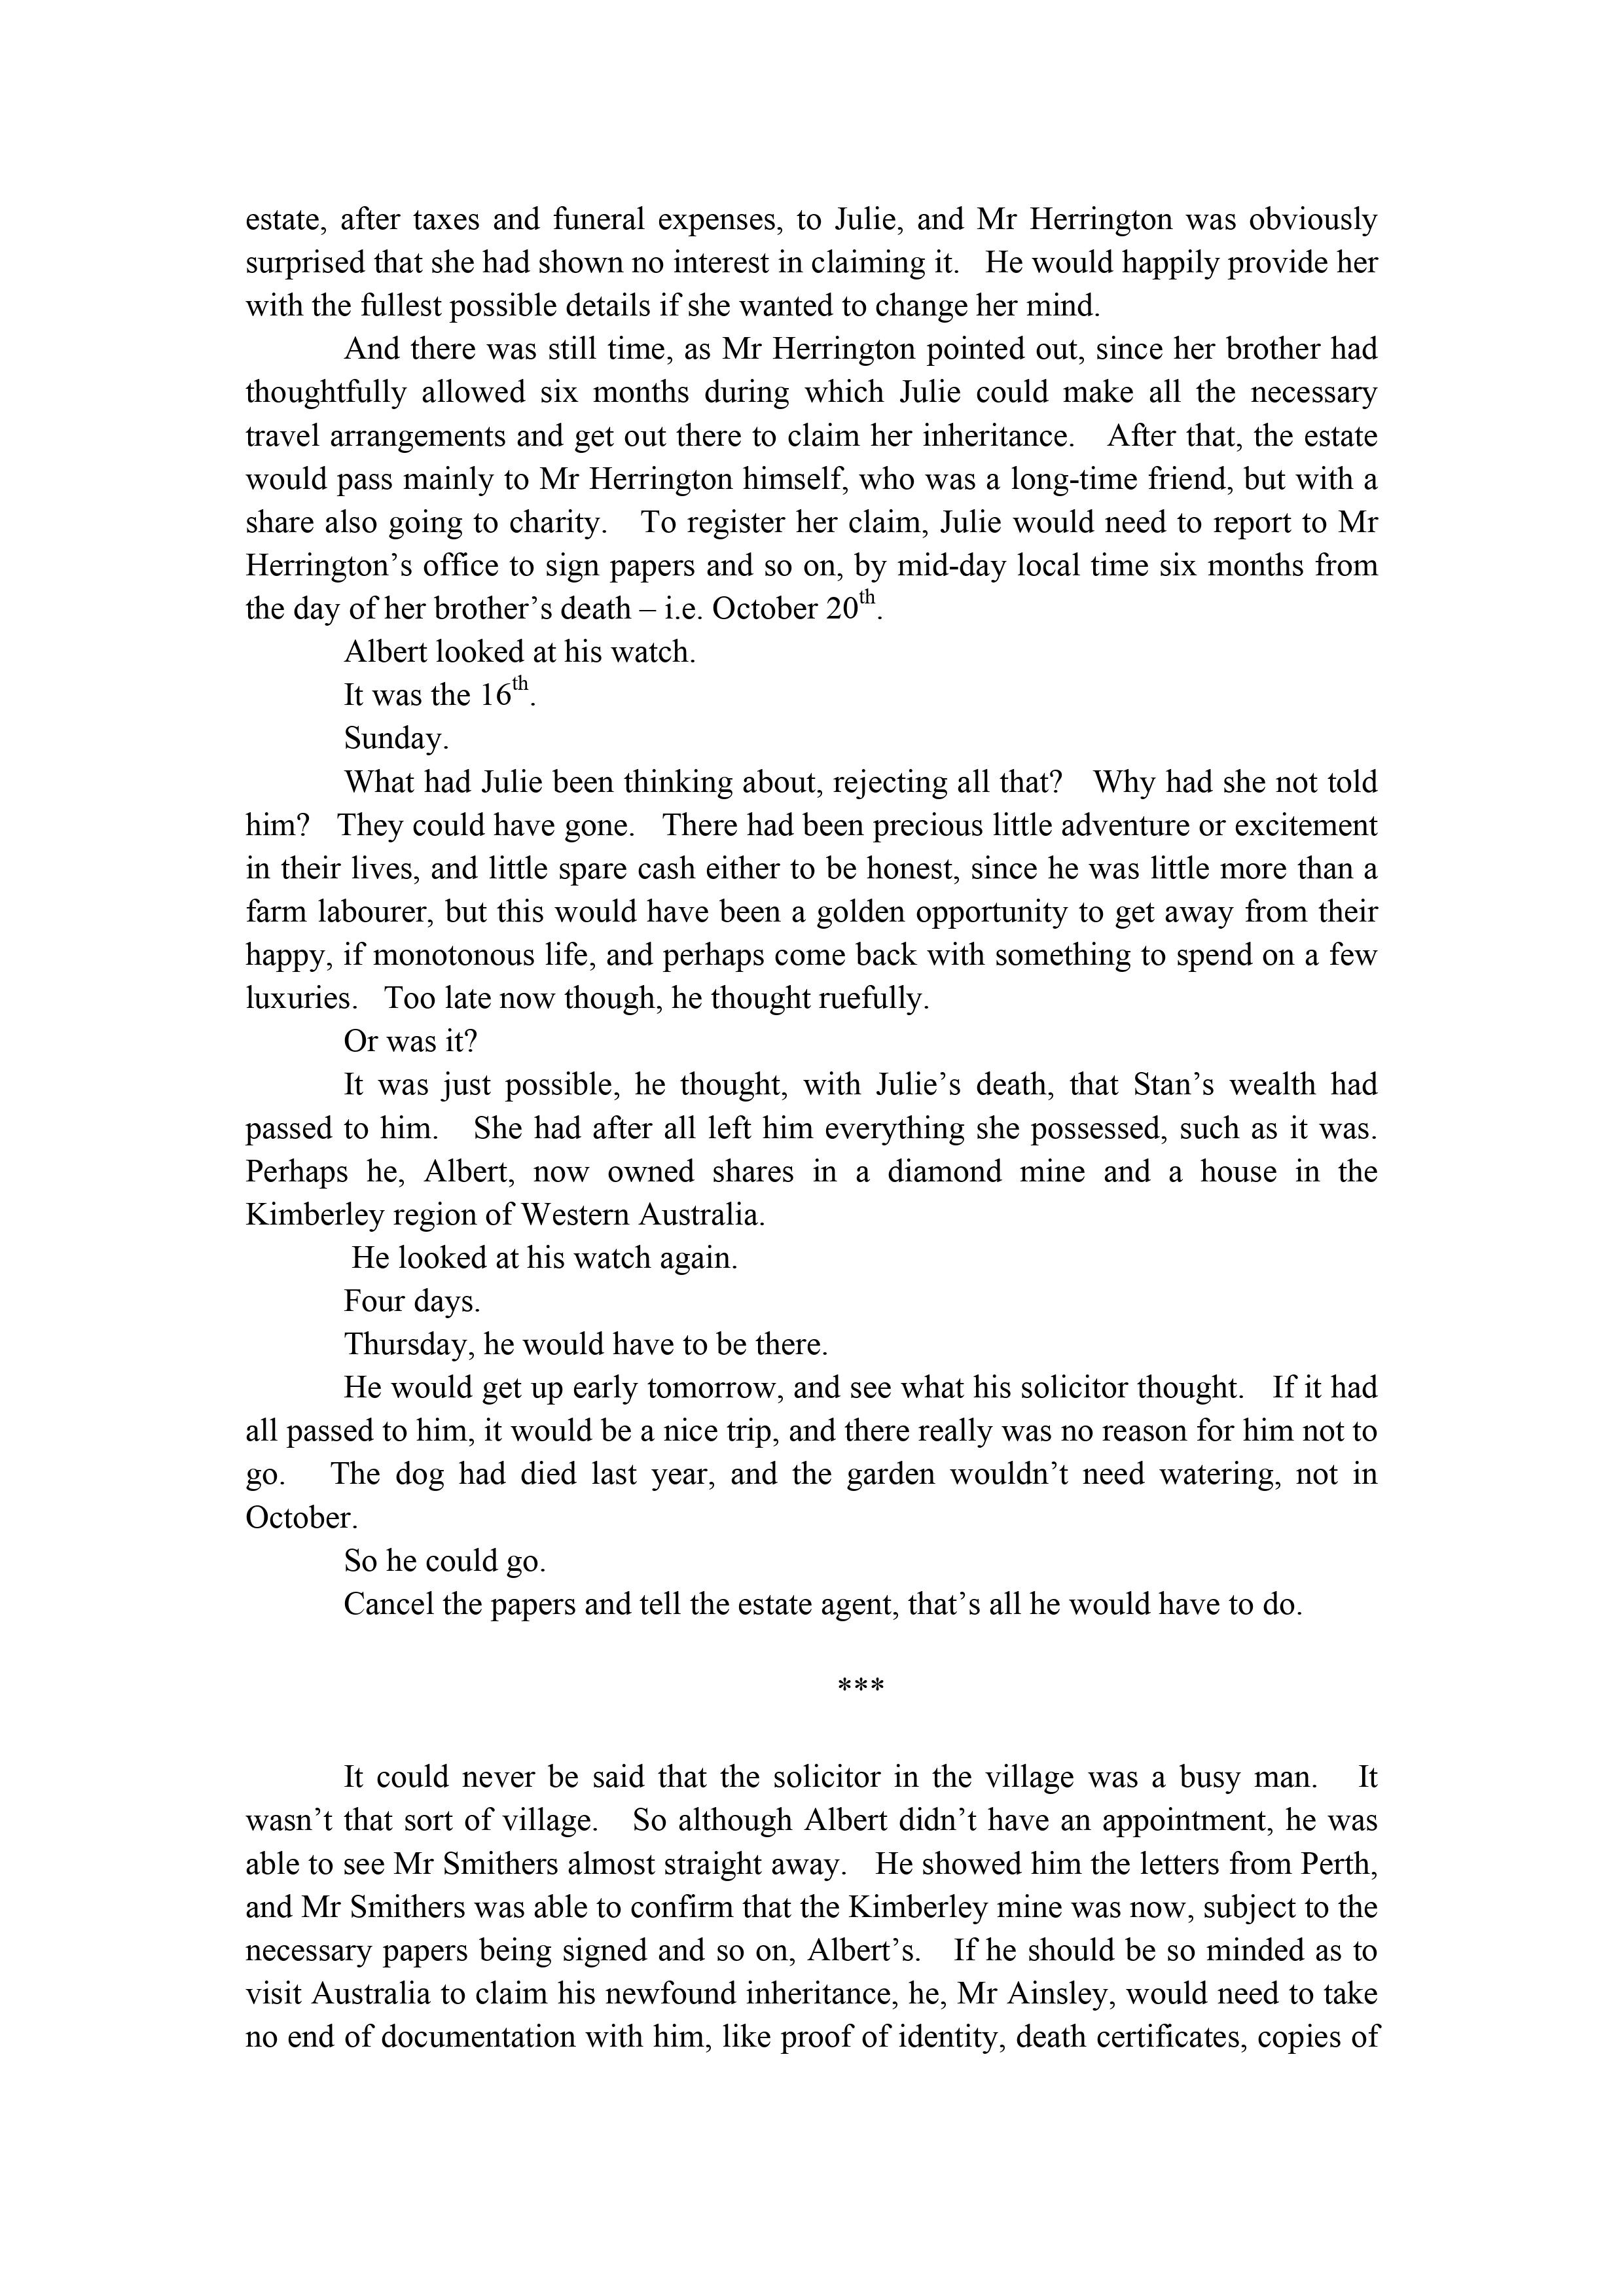 estate, after taxes and funeral expenses, to Julie, and Mr Herrington was obviously
surprised that she had shown no interest in claiming it.   He would happily provide her
with the fullest possible details if she wanted to change her mind.
And there was still time, as Mr Herrington pointed out, since her brother had
thoughtfully allowed six months during which Julie could make all the necessary
travel arrangements and get out there to claim her inheritance.   After that, the estate
would pass mainly to Mr Herrington himself, who was a long-time friend, but with a
share also going to charity.   To register her claim, Julie would need to report to Mr
Herrington’s office to sign papers and so on, by mid-day local time six months from
the day of her brother’s death – i.e. October 20th.
Albert looked at his watch.
It was the 16th.
Sunday.
What had Julie been thinking about, rejecting all that?   Why had she not told
him?   They could have gone.   There had been precious little adventure or excitement
in their lives, and little spare cash either to be honest, since he was little more than a
farm labourer, but this would have been a golden opportunity to get away from their
happy, if monotonous life, and perhaps come back with something to spend on a few
luxuries.   Too late now though, he thought ruefully.
Or was it?
It was just possible, he thought, with Julie’s death, that Stan’s wealth had
passed to him.   She had after all left him everything she possessed, such as it was.
Perhaps he, Albert, now owned shares in a diamond mine and a house in the
Kimberley region of Western Australia.
He looked at his watch again.
Four days.
Thursday, he would have to be there.
He would get up early tomorrow, and see what his solicitor thought.   If it had
all passed to him, it would be a nice trip, and there really was no reason for him not to
go.   The dog had died last year, and the garden wouldn’t need watering, not in
October.
So he could go.
Cancel the papers and tell the estate agent, that’s all he would have to do.
***
It could never be said that the solicitor in the village was a busy man.   It
wasn’t that sort of village.   So although Albert didn’t have an appointment, he was
able to see Mr Smithers almost straight away.   He showed him the letters from Perth,
and Mr Smithers was able to confirm that the Kimberley mine was now, subject to the
necessary papers being signed and so on, Albert’s.   If he should be so minded as to
visit Australia to claim his newfound inheritance, he, Mr Ainsley, would need to take
no end of documentation with him, like proof of identity, death certificates, copies of